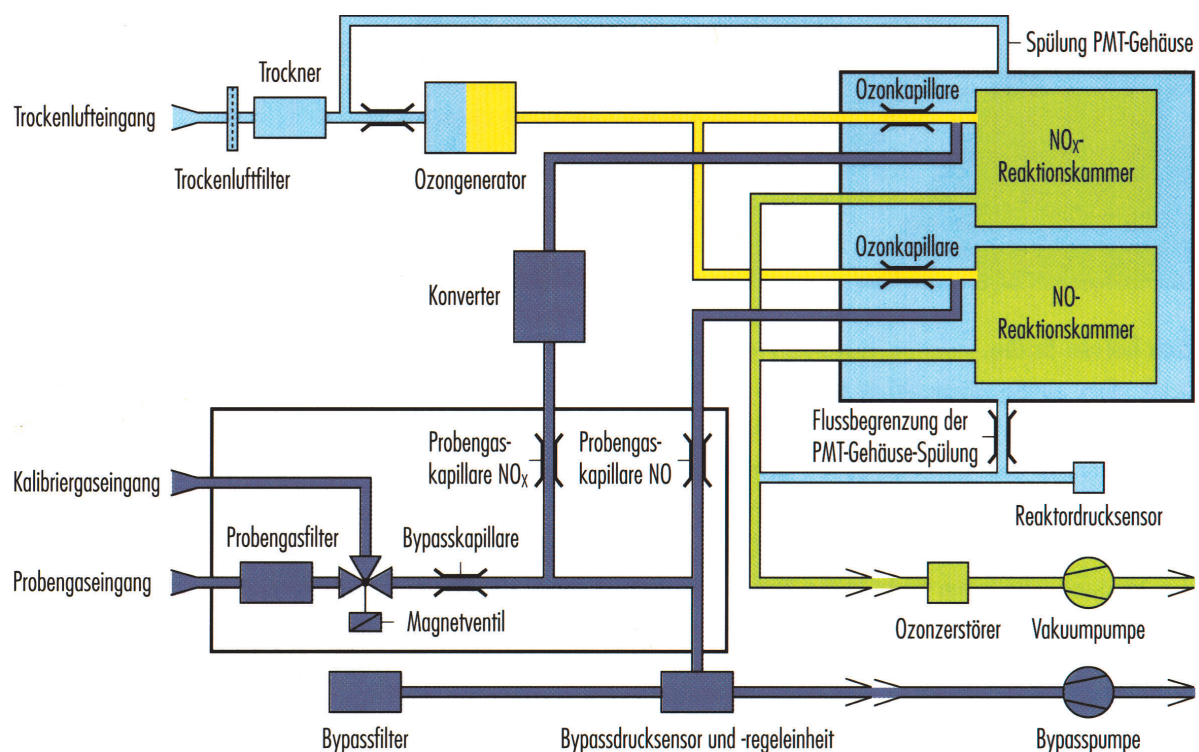 Spülung PMT-Gehäuse
Trockner
Trockenlufteingang
Trockenluftfilter
Ozongenerator
Ozonkapillare
NOX-
Reaktionskammer
Ozonkapillare
NO-
Reaktionskammer
Konverter
Flussbegrenzung der
PMT-Gehäuse-Spülung
Reaktordrucksensor
Probengas-
kapillare NOX
Probengas-
kapillare NO
Kalibriergaseingang
Probengasfilter
Bypasskapillare
Probengaseingang
Magnetventil
Ozonzerstörer
Vakuumpumpe
Bypassfilter
Bypassdrucksensor und -regeleinheit
Bypasspumpe